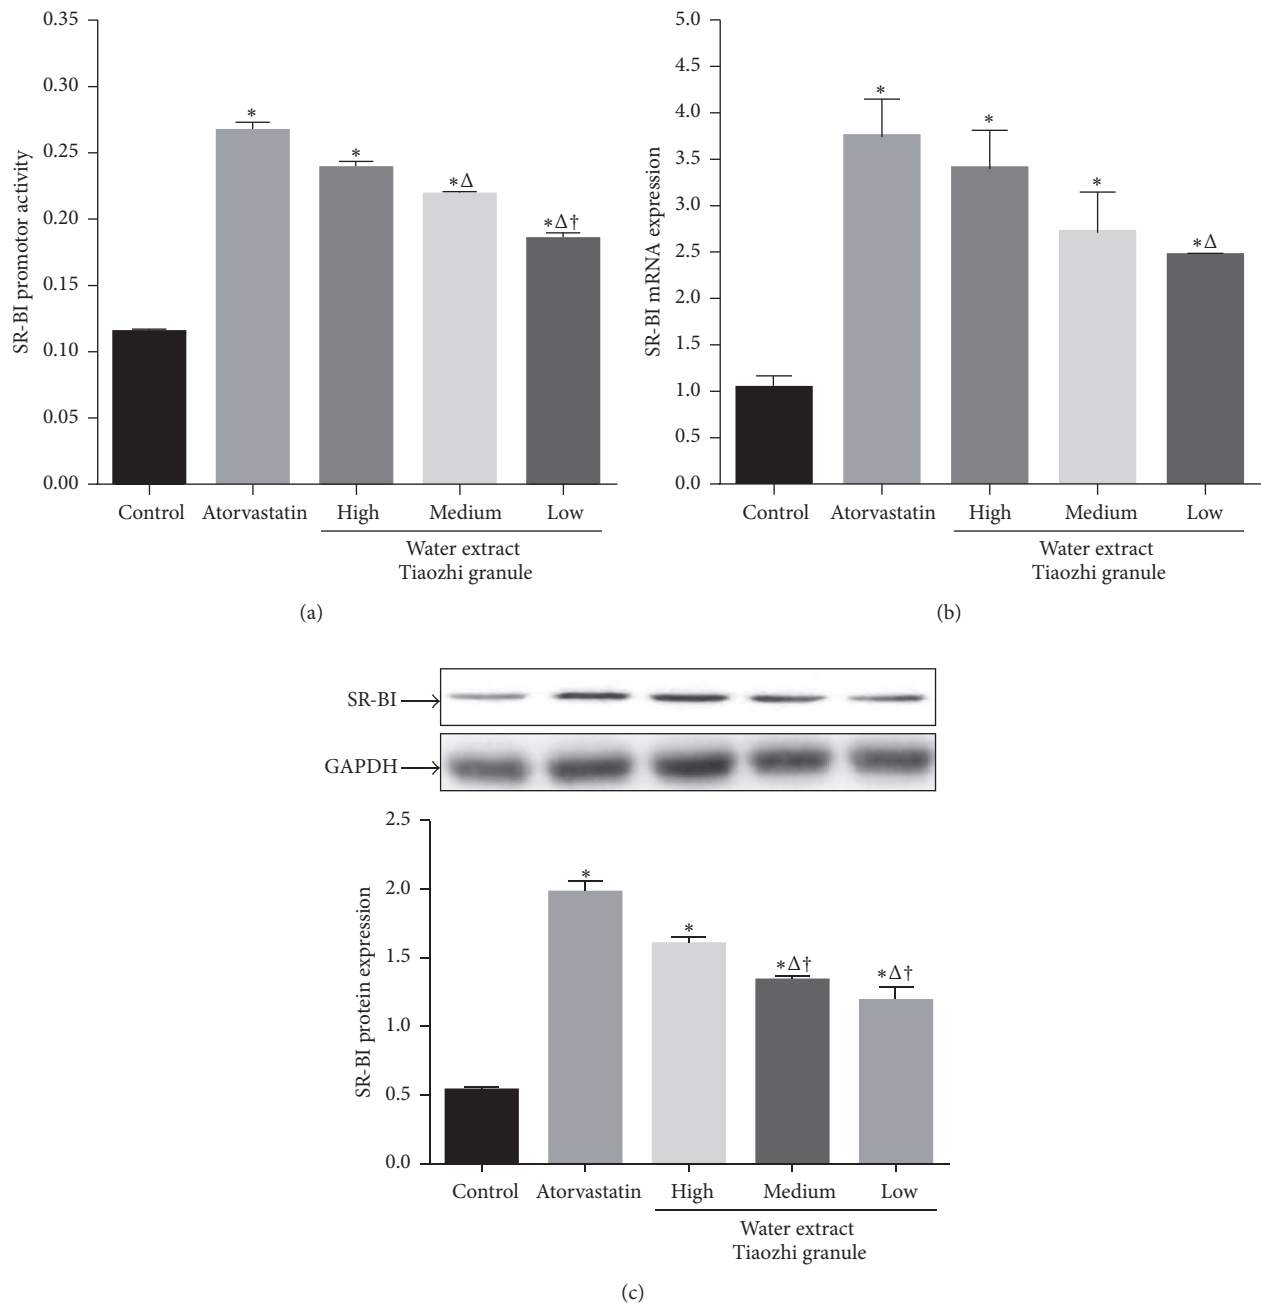 SR-BI promotor activity
0.35
0.30
0.25
0.20
0.15
0.10
0.05
0.00
*
*
*Δ
*Δ†
Control Atorvastatin High Medium Low
Water extract
Tiaozhi granule
(a)
SR-BI mRNA expression
5.0
4.5
4.0
3.5
3.0
2.5
2.0
1.5
1.0
0.5
0.0
*
*
*
*Δ
Control Atorvastatin High Medium Low
Water extract
Tiaozhi granule
(b)
SR-BI
GAPDH
SR-BI protein expression
2.5
2.0
1.5
1.0
0.5
0.0
*
*
*Δ†
*Δ†
Control Atorvastatin High Medium Low
Water extract
Tiaozhi granule
(c)